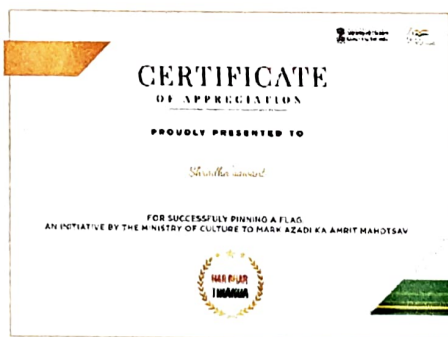 CERTIFICATE
OF APPRECIATION
PROUDLY PRESENTED TO
FOR SUCCESSFULY PINNING A FLAG
AN INITIATIVE BY THE MINISTRY OF CULTURE TO MARK AZADI KA AMRIT MAHOTSAV
HAR GHAR
TIRANGA